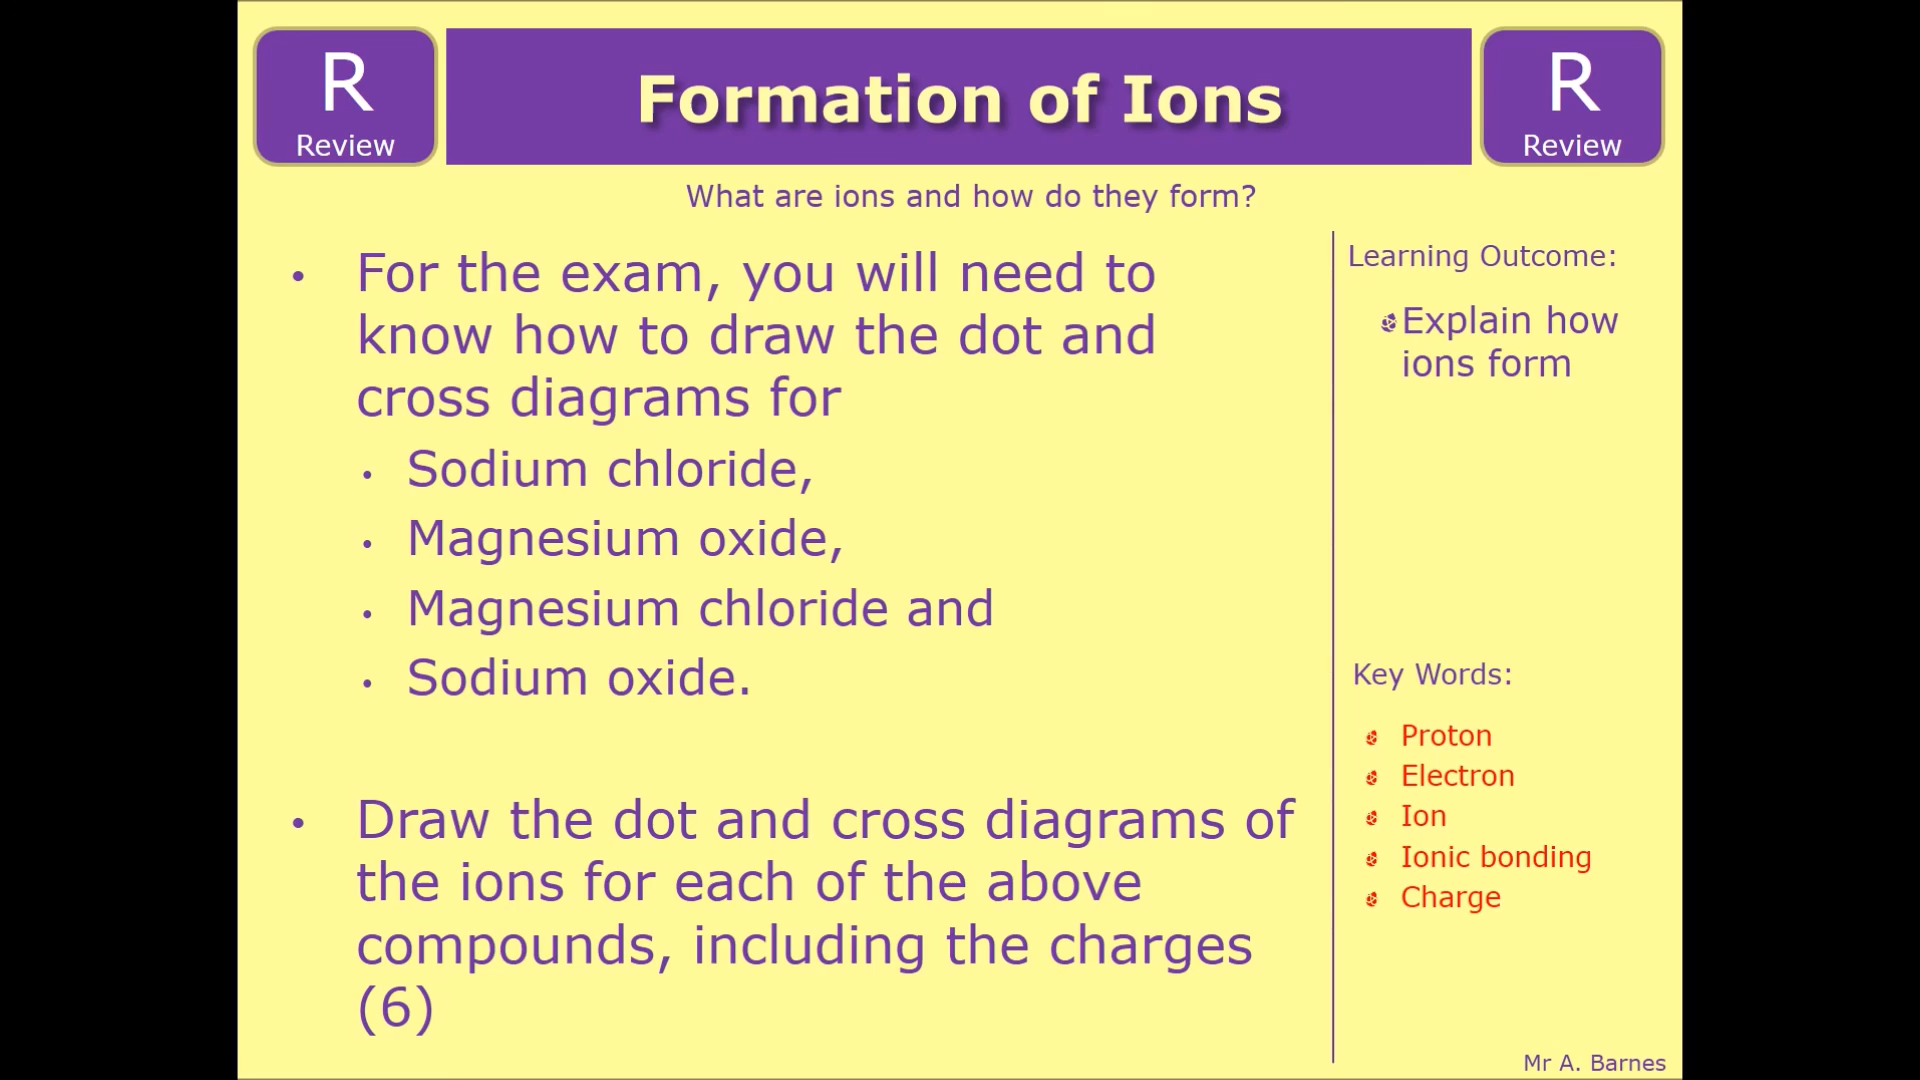 R
Review
Formation of Ions
R
Review
What are ions and how do they form?
• For the exam, you will need to
know how to draw the dot and
cross diagrams for
• Sodium chloride,
• Magnesium oxide,
• Magnesium chloride and
• Sodium oxide.
• Draw the dot and cross diagrams of
the ions for each of the above
compounds, including the charges
(6)
Learning Outcome:
Explain how
ions form
Key Words:
Proton
Electron
Ion
Ionic bonding
Charge
Mr A. Barnes